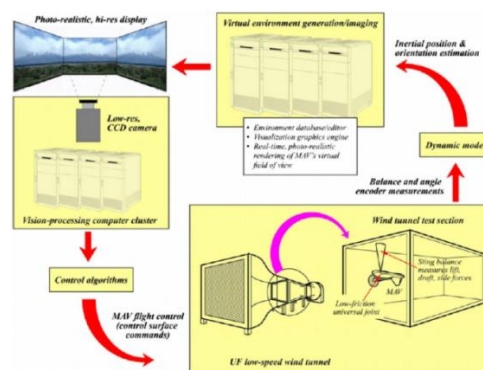 Photo-realistic, hi-res display
Virtual environment generation/imaging
Inertial position &
orientation estimation
Low-res,
CCD camera
• Environment database/editor
• Visualization graphics engine
• Real-time, photo-realistic
rendering of MAV's virtual
field of view
Dynamic model
Vision-processing computer cluster
Balance and angle
encoder measurements
Control algorithms
Wind tunnel test section
Sting balance
measures lift,
draft, side forces
MAV
Low-friction
universal joint
MAV flight control
(control surface
commands)
UF low-speed wind tunnel